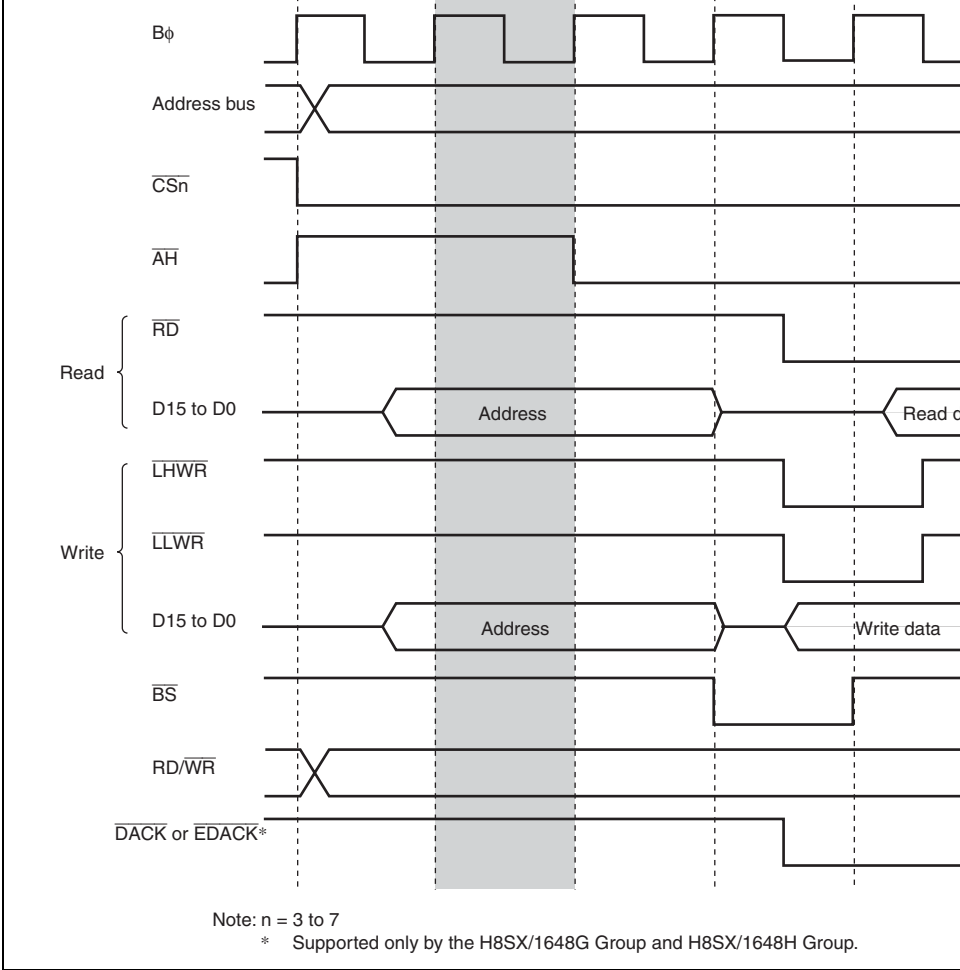 Bφ
Address bus
CSn
AH
RD
Read
D15 to D0
Address
Read
LHWR
Write
LLWR
D15 to D0
Address
Write data
BS
RD/WR
DACK or EDACK*
Note: n = 3 to 7
* Supported only by the H8SX/1648G Group and H8SX/1648H Group.